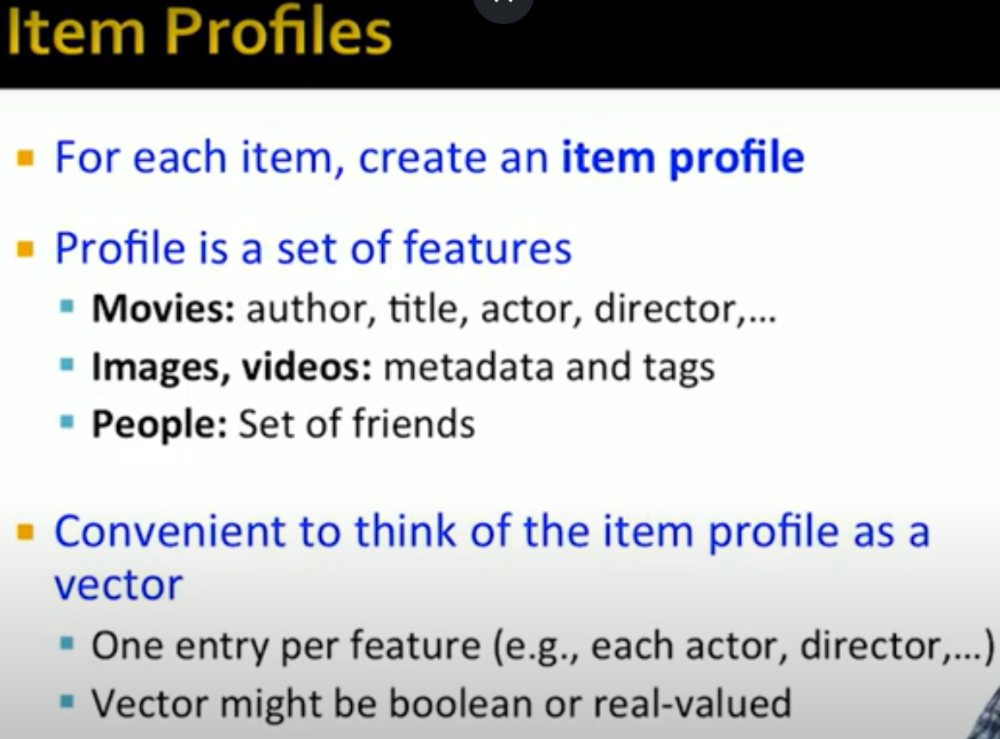 Item Profiles
For each item, create an item profile
Profile is a set of features
Movies: author, title, actor, director,...
Images, videos: metadata and tags
People: Set of friends
Convenient to think of the item profile as a
vector
One entry per feature (e.g., each actor, director,...)
Vector might be boolean or real-valued